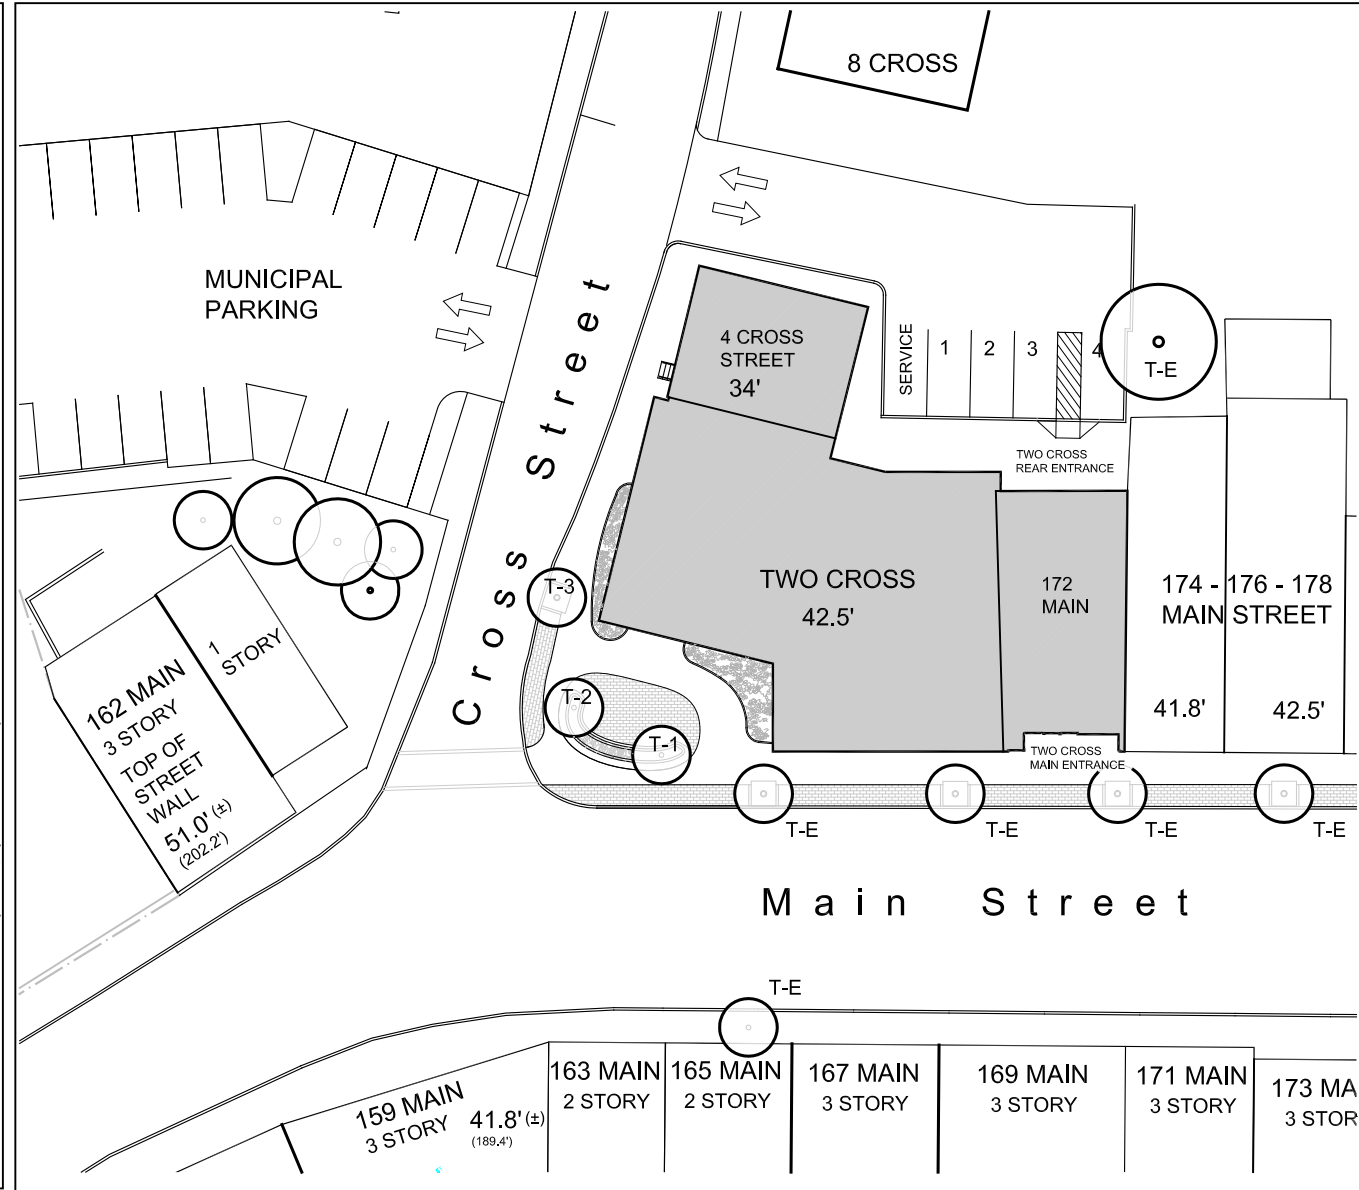 8 CROSS
MUNICIPAL
PARKING
Cross Street
4 CROSS
STREET
34'
SERVICE
1
2
3
4
T-E
TWO CROSS
REAR ENTRANCE
TWO CROSS
42.5'
172
MAIN
174 - 176 - 178
MAIN STREET
41.8'
42.5'
T-3
T-2
T-1
1
STORY
162 MAIN
3 STORY
TOP OF
STREET
WALL
51.0' (±)
(202.2')
TWO CROSS
MAIN ENTRANCE
T-E
T-E
T-E
T-E
Main Street
T-E
159 MAIN
3 STORY
41.8' (±)
(189.4')
163 MAIN
2 STORY
165 MAIN
2 STORY
167 MAIN
3 STORY
169 MAIN
3 STORY
171 MAIN
3 STORY
173 MA
3 STOR